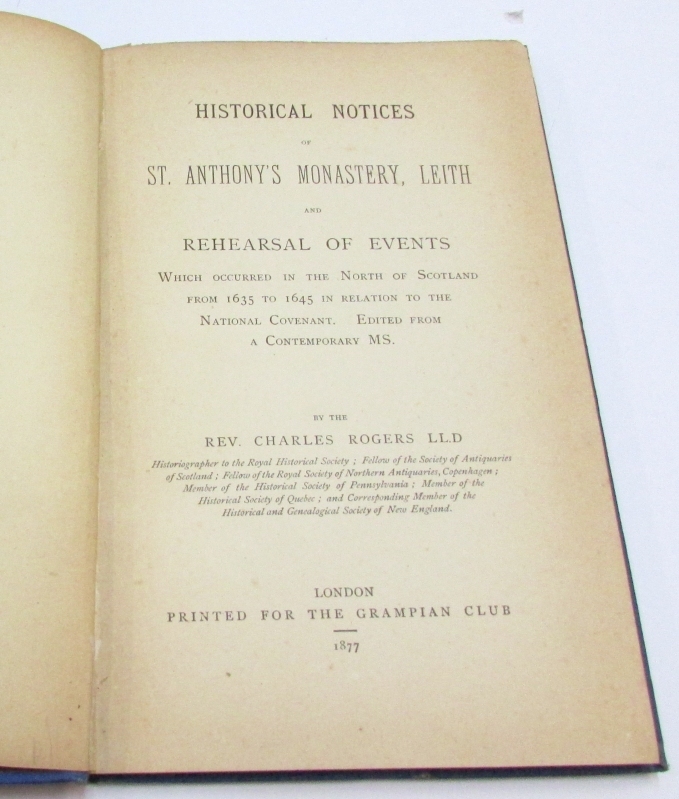 HISTORICAL NOTICES
OF
ST. ANTHONY'S MONASTERY, LEITH
AND
REHEARSAL OF EVENTS
WHICH OCCURRED IN THE NORTH OF SCOTLAND
FROM 1635 TO 1645 IN RELATION TO THE
NATIONAL COVENANT. EDITED FROM
A CONTEMPORARY MS.
BY THE
REV. CHARLES ROGERS LL.D
Historiographer to the Royal Historical Society ; Fellow of the Society of Antiquaries
of Scotland ; Fellow of the Royal Society of Northern Antiquaries, Copenhagen ;
Member of the Historical Society of Pennsylvania ; Member of the
Historical Society of Quebec ; and Corresponding Member of the
Historical and Genealogical Society of New England.
LONDON
PRINTED FOR THE GRAMPIAN CLUB
1877